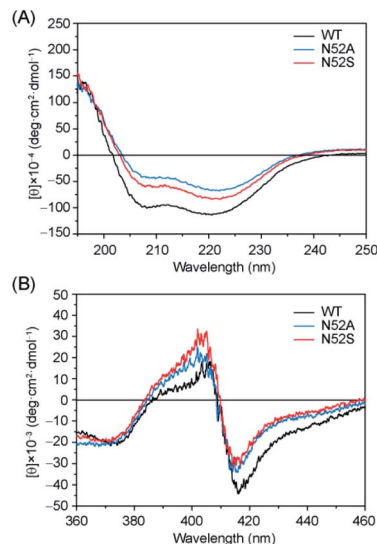 (A)
250
200
150
100
50
0
−50
−100
−150
[θ]×10⁻⁴ (deg·cm²·dmol⁻¹)
WT
N52A
N52S
200 210 220 230 240 250
Wavelength (nm)
(B)
50
40
30
20
10
0
−10
−20
−30
−40
−50
[θ]×10⁻³ (deg·cm²·dmol⁻¹)
WT
N52A
N52S
360 380 400 420 440 460
Wavelength (nm)